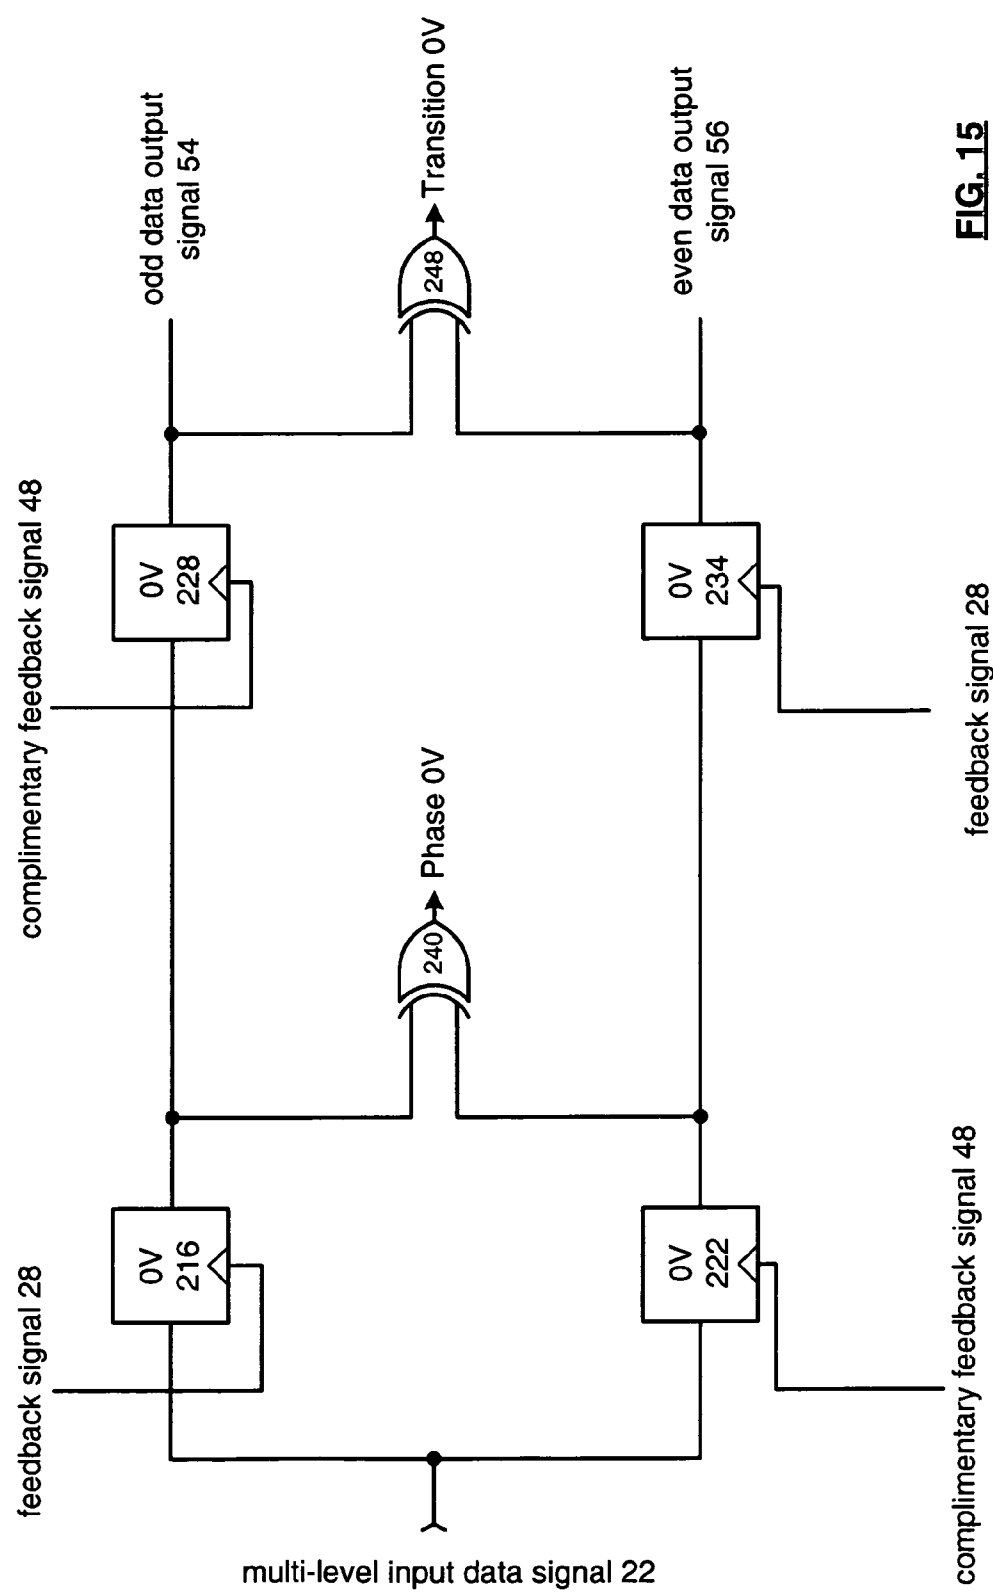 complimentary feedback signal 48
feedback signal 28
odd data output
signal 54
0V
216
0V
228
multi-level input data signal 22
240
Phase 0V
248
Transition 0V
0V
222
0V
234
even data output
signal 56
complimentary feedback signal 48
feedback signal 28
FIG. 15